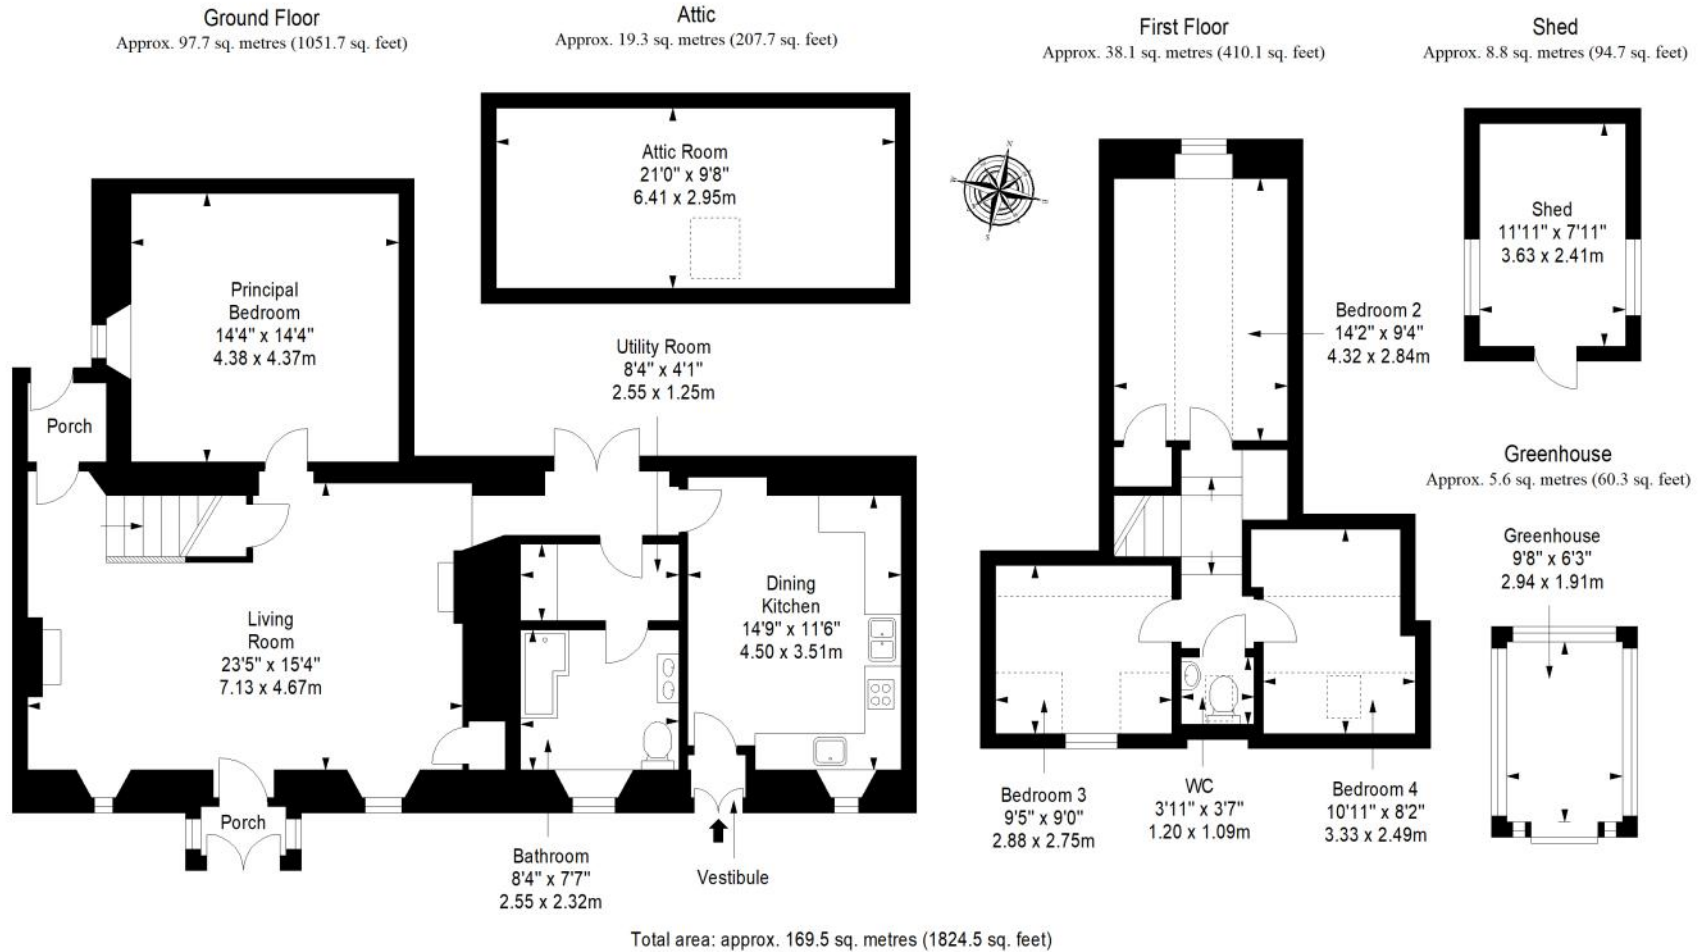 Ground Floor
Approx. 97.7 sq. metres (1051.7 sq. feet)
Attic
Approx. 19.3 sq. metres (207.7 sq. feet)
First Floor
Approx. 38.1 sq. metres (410.1 sq. feet)
Shed
Approx. 8.8 sq. metres (94.7 sq. feet)
Attic Room
21'0" x 9'8"
6.41 x 2.95m
N
S
Shed
11'11" x 7'11"
3.63 x 2.41m
Principal
Bedroom
14'4" x 14'4"
4.38 x 4.37m
Utility Room
8'4" x 4'1"
2.55 x 1.25m
Bedroom 2
14'2" x 9'4"
4.32 x 2.84m
Porch
Greenhouse
Approx. 5.6 sq. metres (60.3 sq. feet)
Greenhouse
9'8" x 6'3"
2.94 x 1.91m
Living
Room
23'5" x 15'4"
7.13 x 4.67m
Dining
Kitchen
14'9" x 11'6"
4.50 x 3.51m
Porch
Bathroom
8'4" x 7'7"
2.55 x 2.32m
Vestibule
Bedroom 3
9'5" x 9'0"
2.88 x 2.75m
WC
3'11" x 3'7"
1.20 x 1.09m
Bedroom 4
10'11" x 8'2"
3.33 x 2.49m
Total area: approx. 169.5 sq. metres (1824.5 sq. feet)